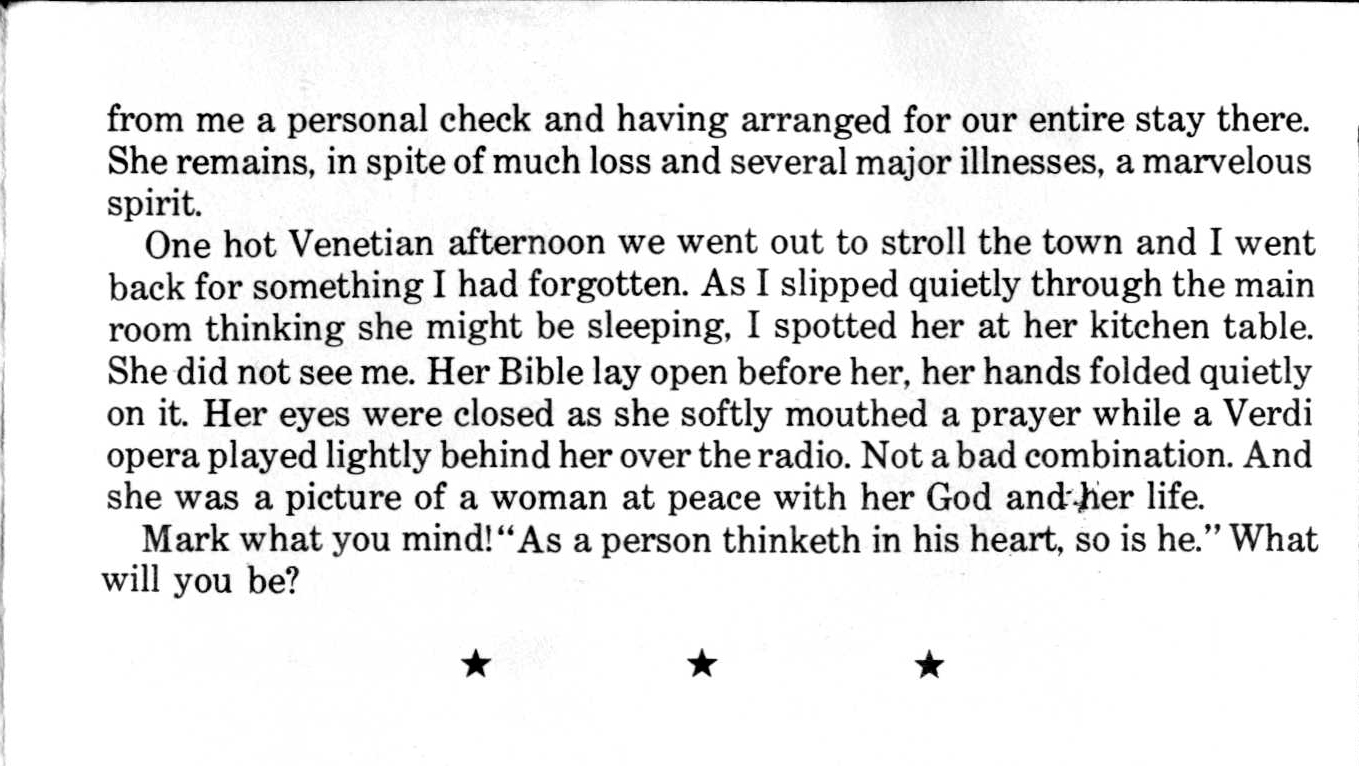 from me a personal check and having arranged for our entire stay there.
She remains, in spite of much loss and several major illnesses, a marvelous
spirit.
One hot Venetian afternoon we went out to stroll the town and I went
back for something I had forgotten. As I slipped quietly through the main
room thinking she might be sleeping, I spotted her at her kitchen table.
She did not see me. Her Bible lay open before her, her hands folded quietly
on it. Her eyes were closed as she softly mouthed a prayer while a Verdi
opera played lightly behind her over the radio. Not a bad combination. And
she was a picture of a woman at peace with her God and her life.
Mark what you mind! “As a person thinketh in his heart, so is he.” What
will you be?
★ ★ ★